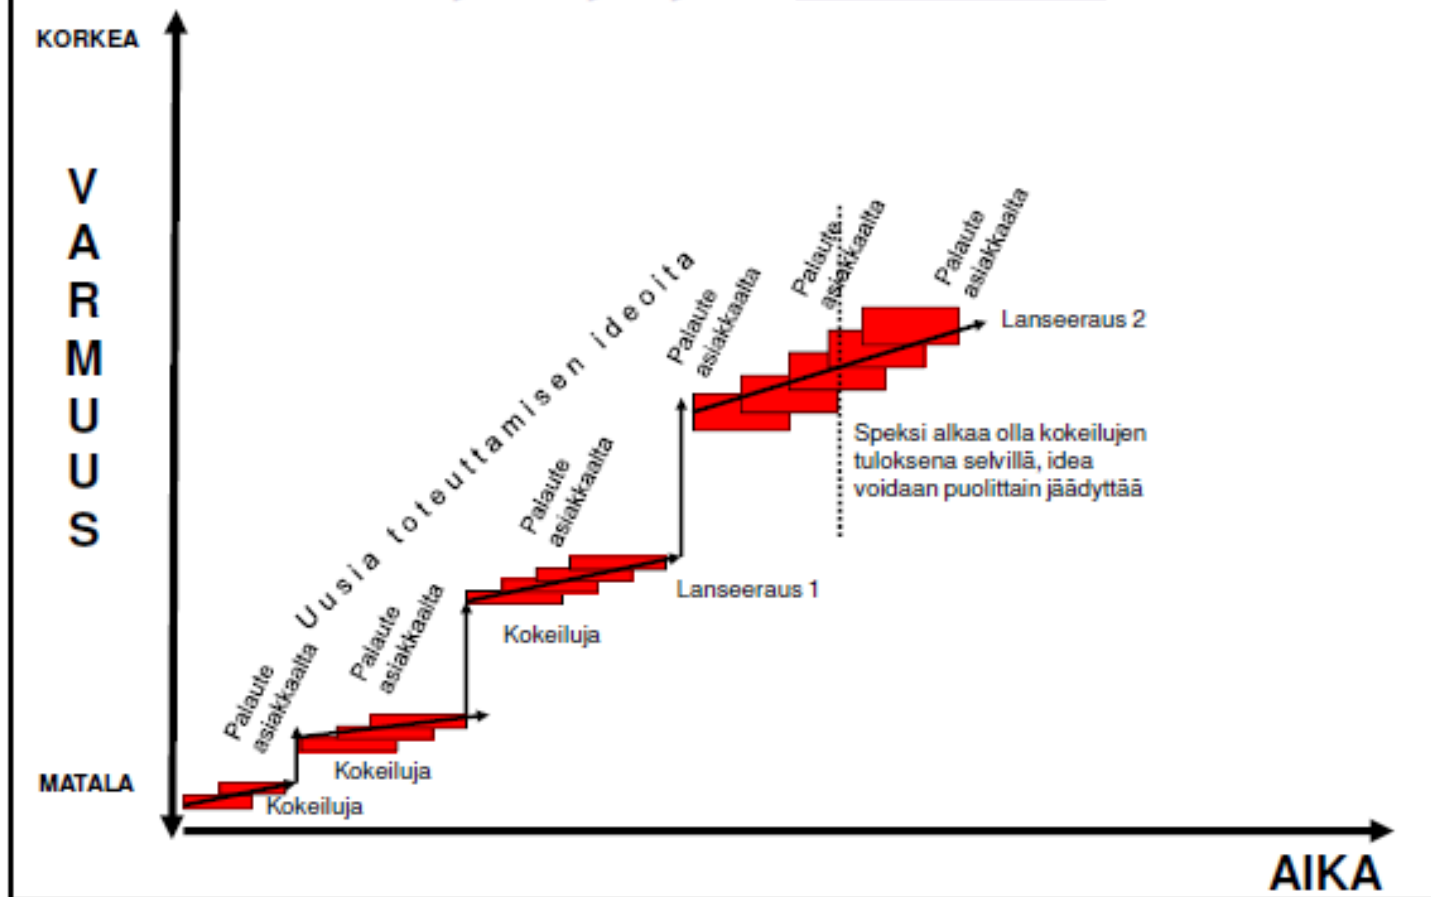 KORKEA
V
A
R
M
U
U
S
MATALA
Uusia toteuttamisen ideoita
Palaute
asiakkaalta
Palaute
asiakkaalta
Palaute
asiakkaalta
Palaute
asiakkaalta
Palaute
asiakkaalta
Palaute
asiakkaalta
Kokeiluja
Kokeiluja
Kokeiluja
Lanseeraus 1
Lanseeraus 2
Speksi alkaa olla kokeilujen
tuloksena selvillä, idea
voidaan puolittain jäädyttää
AIKA